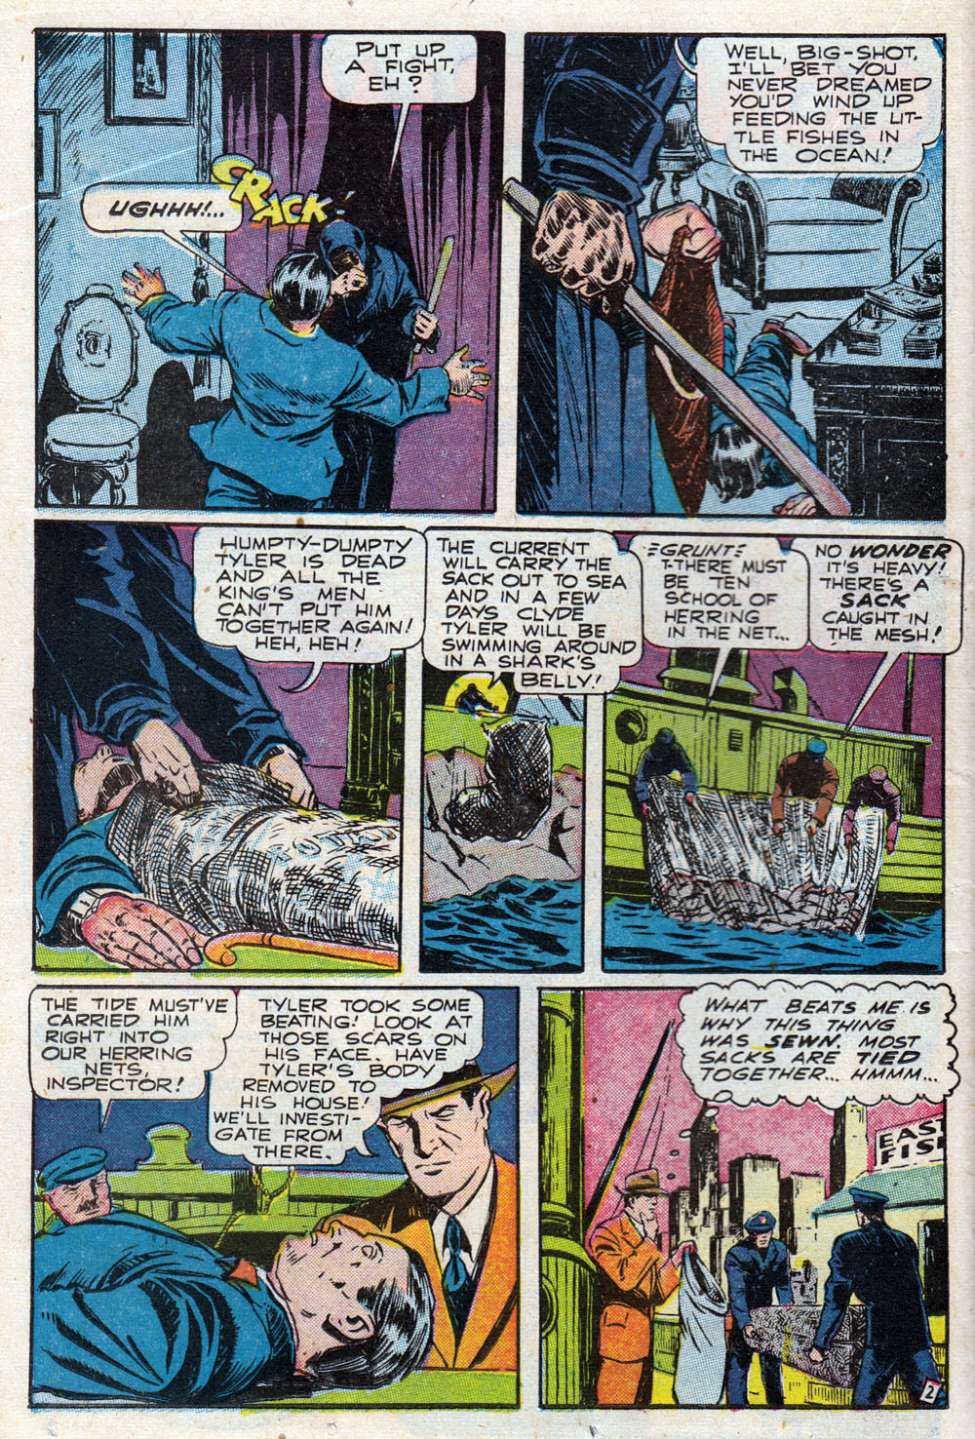 PUT UP
A FIGHT,
EH?
CRACK
UGHHH!...
WELL, BIG-SHOT,
I'LL BET YOU
NEVER DREAMED
YOU'D WIND UP
FEEDING THE LIT-
TLE FISHES IN
THE OCEAN!
HUMPTY-DUMPTY
TYLER IS DEAD
AND ALL THE
KING'S MEN
CAN'T PUT HIM
TOGETHER AGAIN!
HEH, HEH!
THE CURRENT
WILL CARRY THE
SACK OUT TO SEA
AND IN A FEW
DAYS CLYDE
TYLER WILL BE
SWIMMING AROUND
IN A SHARK'S
BELLY!
GRUNT
T-THERE MUST
BE TEN
SCHOOL OF
HERRING
IN THE NET...
NO WONDER
IT'S HEAVY!
THERE'S A
SACK
CAUGHT IN
THE MESH!
THE TIDE MUST'VE
CARRIED HIM
RIGHT INTO
OUR HERRING
NETS,
INSPECTOR!
TYLER TOOK SOME
BEATING! LOOK AT
THOSE SCARS ON
HIS FACE. HAVE
TYLER'S BODY
REMOVED TO
HIS HOUSE!
WE'LL INVESTI-
GATE FROM
THERE.
WHAT BEATS ME IS
WHY THIS THING
WAS SEWN. MOST
SACKS ARE TIED
TOGETHER... HMMM...
EAST
FISH
2